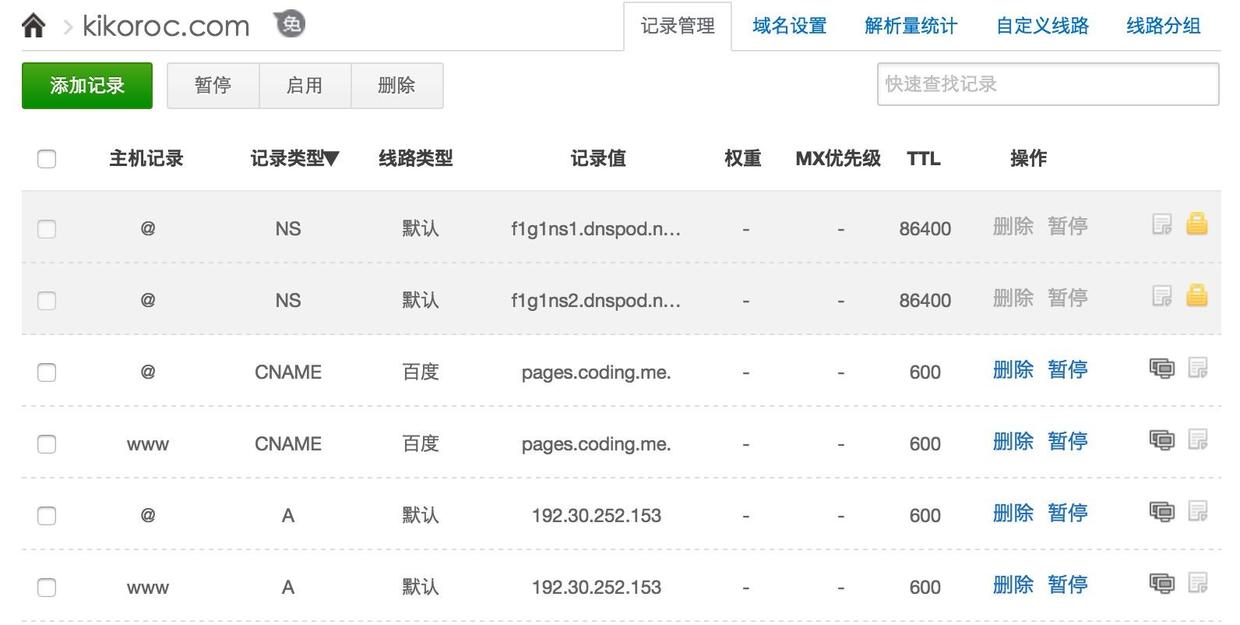 kikoroc.com 免 记录管理 域名设置 解析量统计 自定义线路 线路分组
添加记录 暂停 启用 删除 快速查找记录
主机记录 记录类型▼ 线路类型 记录值 权重 MX优先级 TTL 操作
@ NS 默认 f1g1ns1.dnspod.n... - - 86400 删除 暂停
@ NS 默认 f1g1ns2.dnspod.n... - - 86400 删除 暂停
@ CNAME 百度 pages.coding.me. - - 600 删除 暂停
www CNAME 百度 pages.coding.me. - - 600 删除 暂停
@ A 默认 192.30.252.153 - - 600 删除 暂停
www A 默认 192.30.252.153 - - 600 删除 暂停